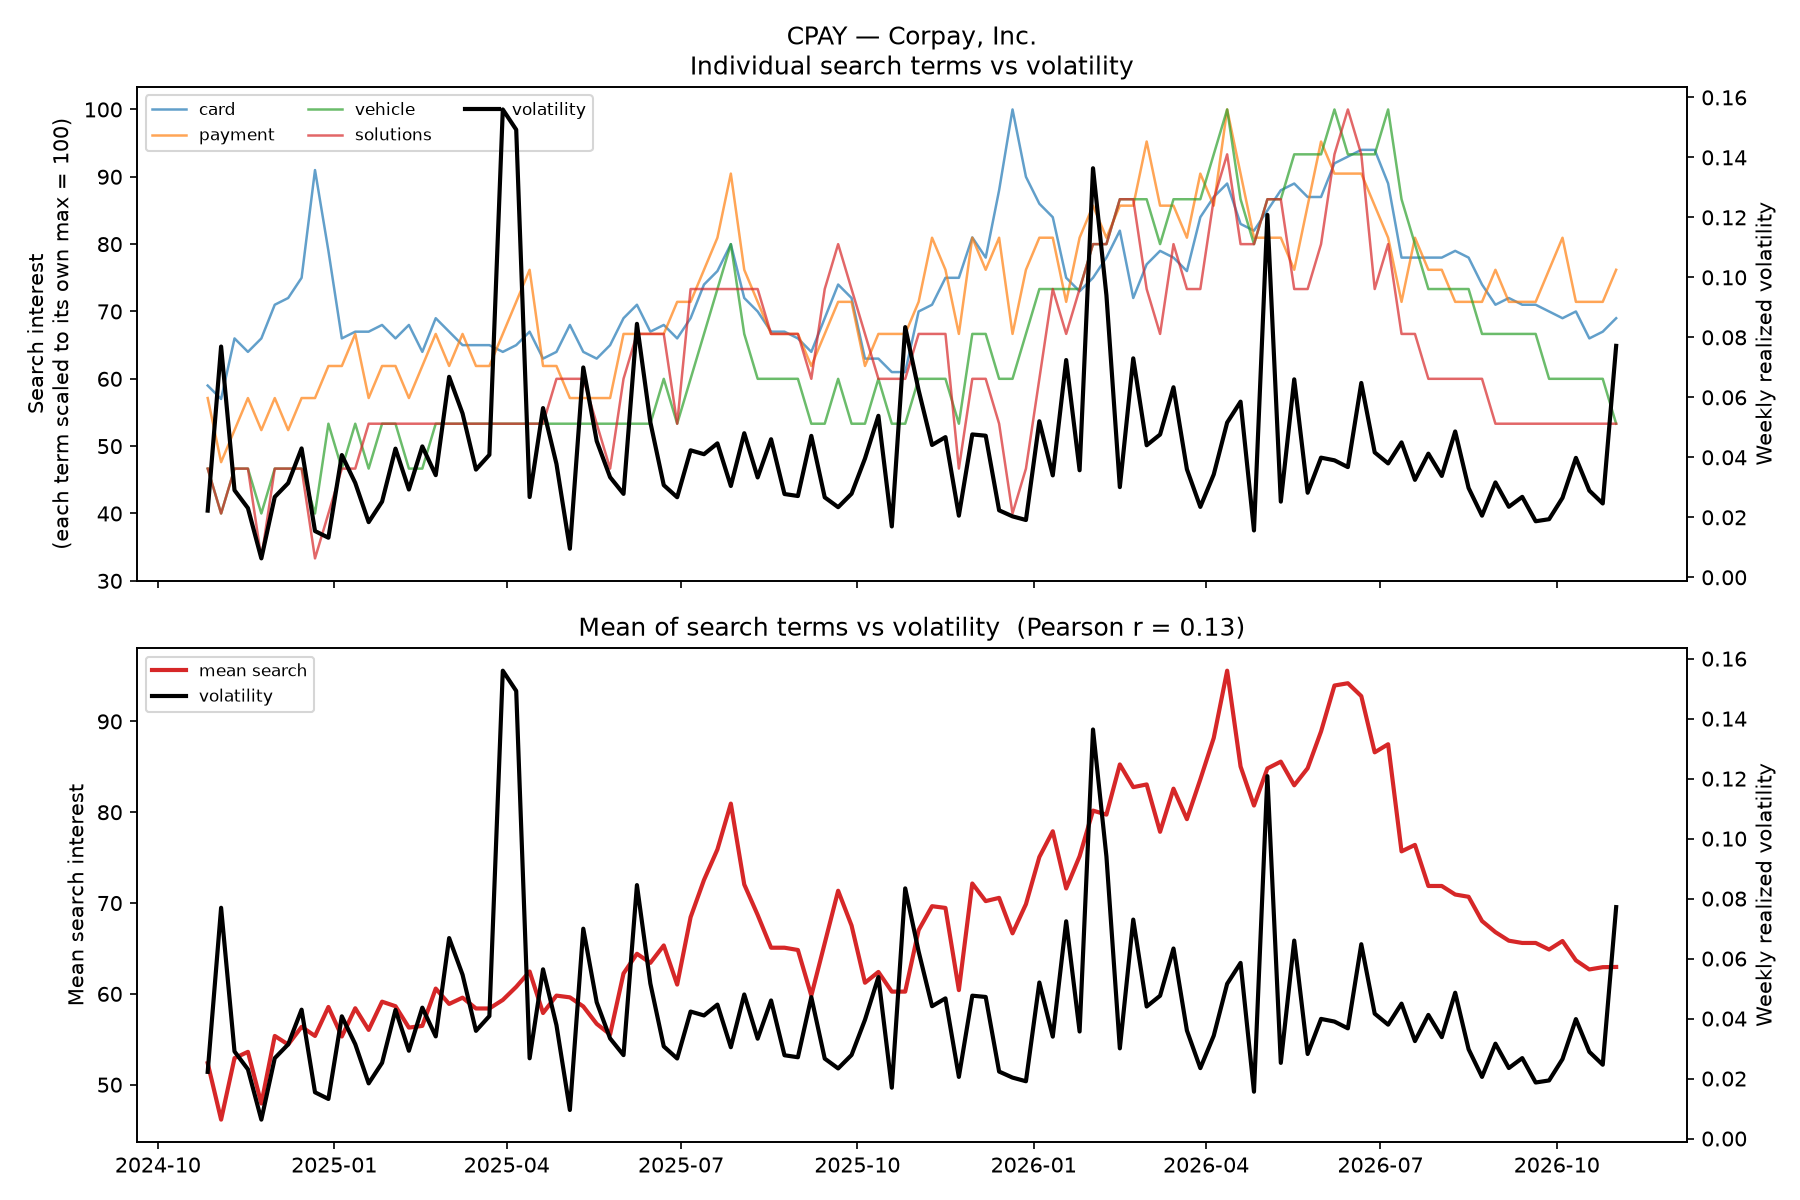 CPAY — Corpay, Inc.
Individual search terms vs volatility
card
payment
vehicle
solutions
volatility
Search interest
(each term scaled to its own max = 100)
100
90
80
70
60
50
40
30
Weekly realized volatility
0.16
0.14
0.12
0.10
0.08
0.06
0.04
0.02
0.00
Mean of search terms vs volatility (Pearson r = 0.13)
mean search
volatility
Mean search interest
90
80
70
60
50
Weekly realized volatility
0.16
0.14
0.12
0.10
0.08
0.06
0.04
0.02
0.00
2024-10 2025-01 2025-04 2025-07 2025-10 2026-01 2026-04 2026-07 2026-10